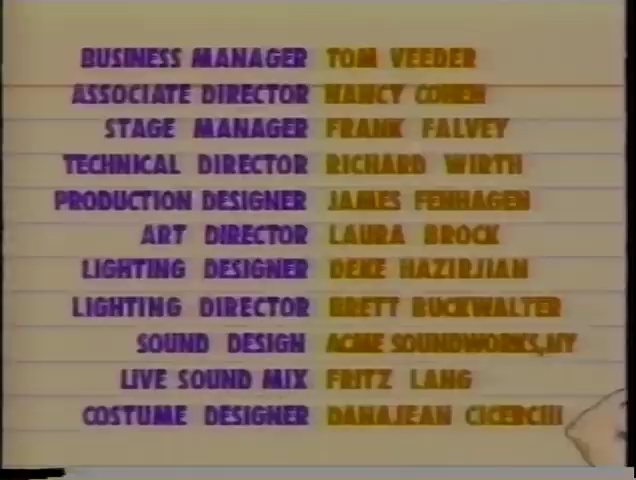 BUSINESS MANAGER TOM VEEDER
ASSOCIATE DIRECTOR NANCY COHEN
STAGE MANAGER FRANK FALVEY
TECHNICAL DIRECTOR RICHARD WIRTH
PRODUCTION DESIGNER JAMES FENHAGEN
ART DIRECTOR LAURA BROCK
LIGHTING DESIGNER DEKE HAZIRJIAN
LIGHTING DIRECTOR BRETT BUCKWALTER
SOUND DESIGN ACME SOUNDWORKS,NY
LIVE SOUND MIX FRITZ LANG
COSTUME DESIGNER DANAJEAN CICERCHI